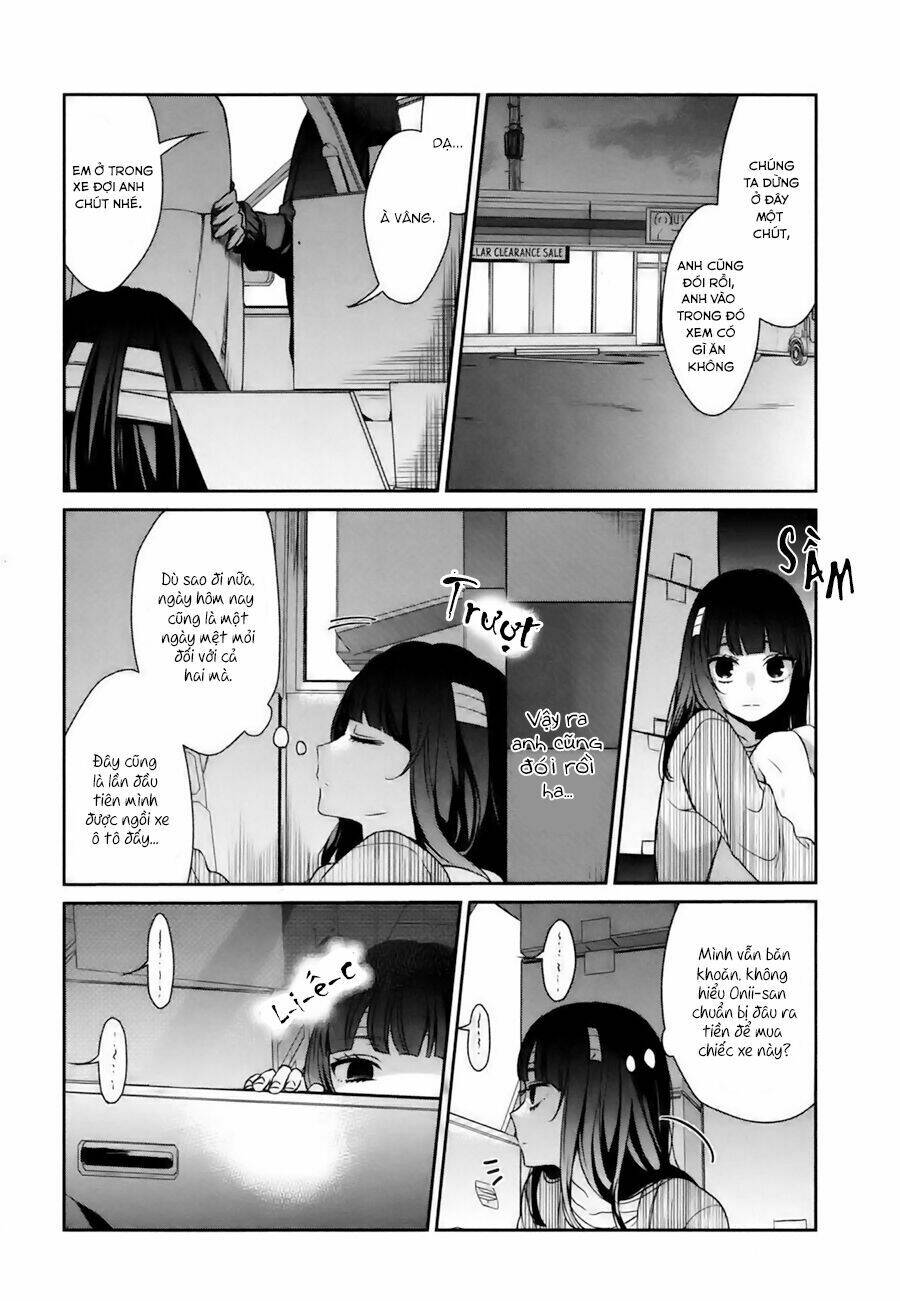 CHÚNG
TA DỪNG
Ở ĐÂY
MỘT
CHÚT,
ANH CŨNG
ĐÓI RỒI,
ANH VÀO
TRONG ĐÓ
XEM CÓ
GÌ ĂN
KHÔNG
LLAR CLEARANCE SALE
DẠ...
À VÂNG.
EM Ở TRONG
XE ĐỢI ANH
CHÚT NHÉ.
SẦM
Trượt
Vậy ra
anh cũng
đói rồi
ha...
Dù sao đi nữa,
ngày hôm nay
cũng là một
ngày mệt mỏi
đối với cả
hai mà.
Đây cũng
là lần đầu
tiên mình
được ngồi xe
ô tô đấy...
Mình vẫn băn
khoăn, không
hiểu Onii-san
chuẩn bị đâu ra
tiền để mua
chiếc xe này?
L-i-ế-c